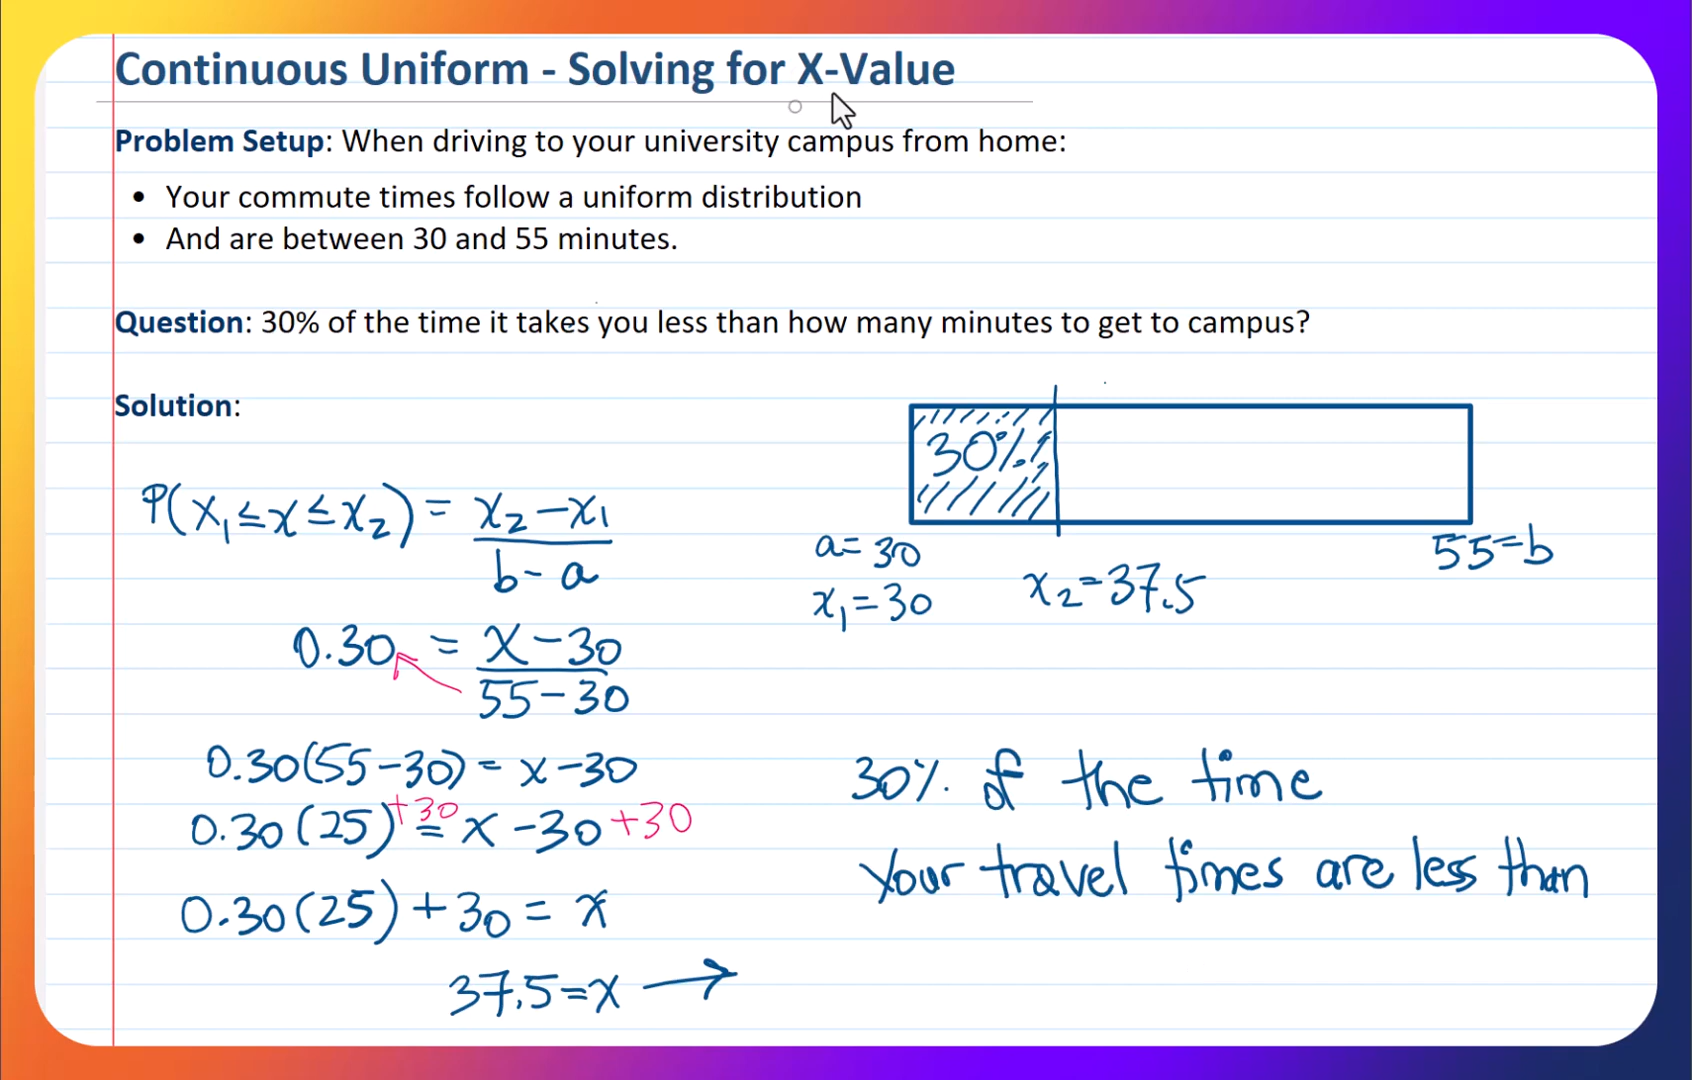 Continuous Uniform - Solving for X-Value
Problem Setup: When driving to your university campus from home:
• Your commute times follow a uniform distribution
• And are between 30 and 55 minutes.
Question: 30% of the time it takes you less than how many minutes to get to campus?
Solution:
30%
P(x₁ ≤ x ≤ x₂) = x₂ - x₁
b - a
a = 30
x₁ = 30
x₂ = 37.5
55 = b
0.30 = x - 30
55 - 30
0.30(55 - 30) = x - 30
0.30(25) +30 = x - 30 +30
0.30(25) + 30 = x
37.5 = x →
30% of the time
your travel times are less than